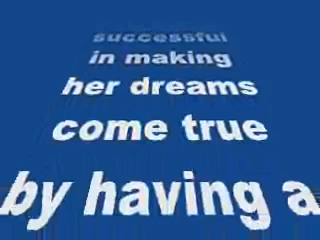 successful
in making
her dreams
come true
by having a